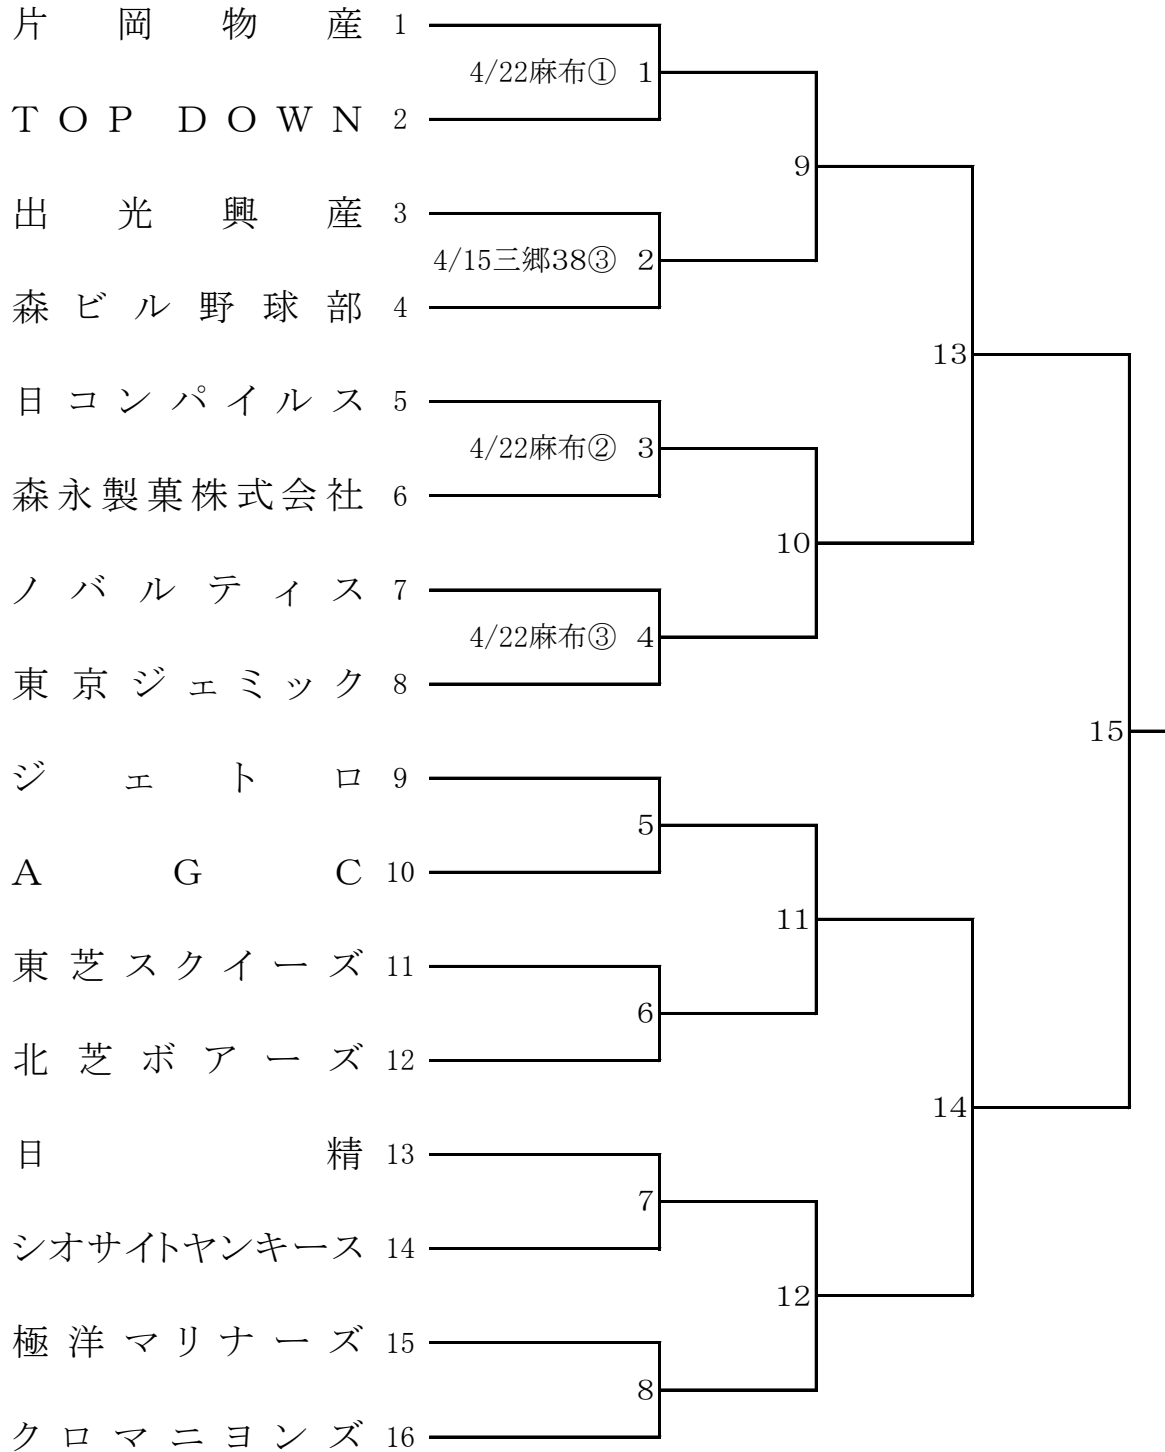 片岡物産 1
4/22麻布① 1
TOP DOWN 2
9
出光興産 3
4/15三郷38③ 2
森ビル野球部 4
13
日コンパイルス 5
4/22麻布② 3
森永製菓株式会社 6
10
ノバルティス 7
4/22麻布③ 4
東京ジェミック 8
15
ジェトロ 9
5
AGC 10
11
東芝スクイーズ 11
6
北芝ボアーズ 12
14
日精 13
7
シオサイトヤンキース 14
12
極洋マリナーズ 15
8
クロマニヨンズ 16